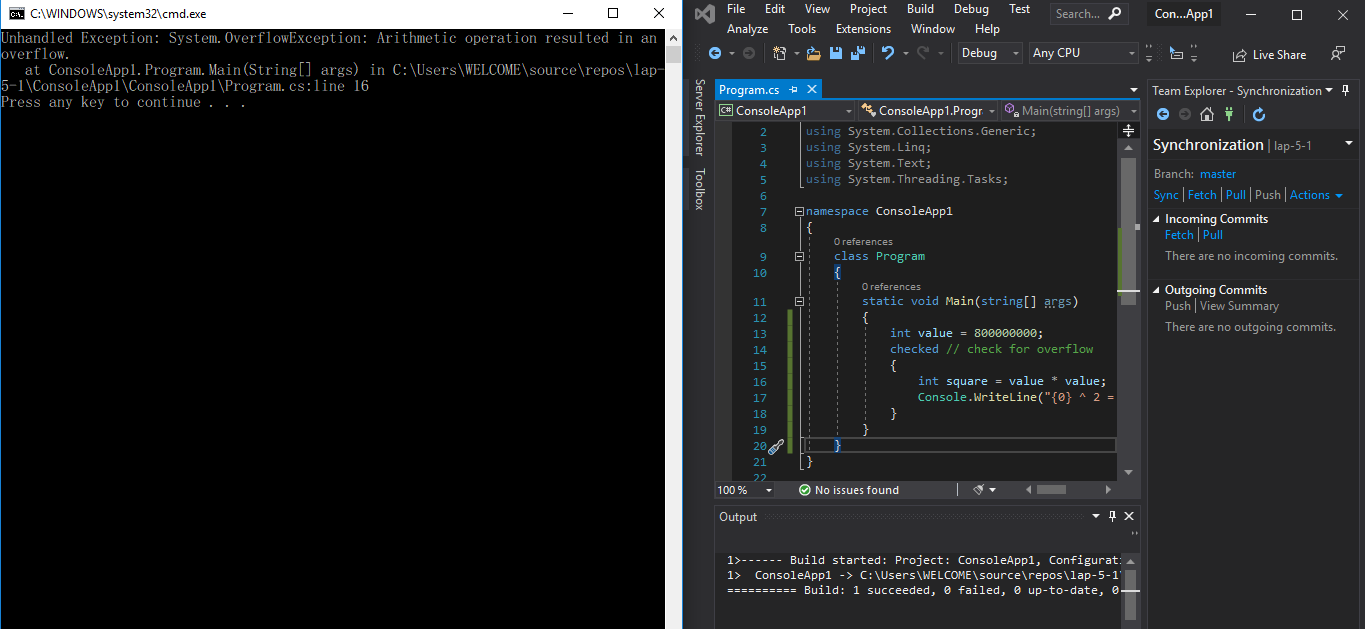 C:\WINDOWS\system32\cmd.exe
Unhandled Exception: System.OverflowException: Arithmetic operation resulted in an
overflow.
   at ConsoleApp1.Program.Main(String[] args) in C:\Users\WELCOME\source\repos\lap-
5-1\ConsoleApp1\ConsoleApp1\Program.cs:line 16
Press any key to continue . . .
File Edit View Project Build Debug Test Search... Con...App1
Analyze Tools Extensions Window Help
Debug Any CPU Live Share
Server Explorer
Toolbox
Program.cs
C# ConsoleApp1 ConsoleApp1.Progr Main(string[] args)
2 using System.Collections.Generic;
3 using System.Linq;
4 using System.Text;
5 using System.Threading.Tasks;
6
7 namespace ConsoleApp1
8 {
0 references
9 class Program
10 {
0 references
11 static void Main(string[] args)
12 {
13 int value = 800000000;
14 checked // check for overflow
15 {
16 int square = value * value;
17 Console.WriteLine("{0} ^ 2 =
18 }
19 }
20 }
21 }
22
100 % No issues found
Output
1>------ Build started: Project: ConsoleApp1, Configurati
1>  ConsoleApp1 -> C:\Users\WELCOME\source\repos\lap-5-1
========== Build: 1 succeeded, 0 failed, 0 up-to-date, 0
Team Explorer - Synchronization
Synchronization | lap-5-1
Branch: master
Sync | Fetch | Pull | Push | Actions
Incoming Commits
Fetch | Pull
There are no incoming commits.
Outgoing Commits
Push | View Summary
There are no outgoing commits.